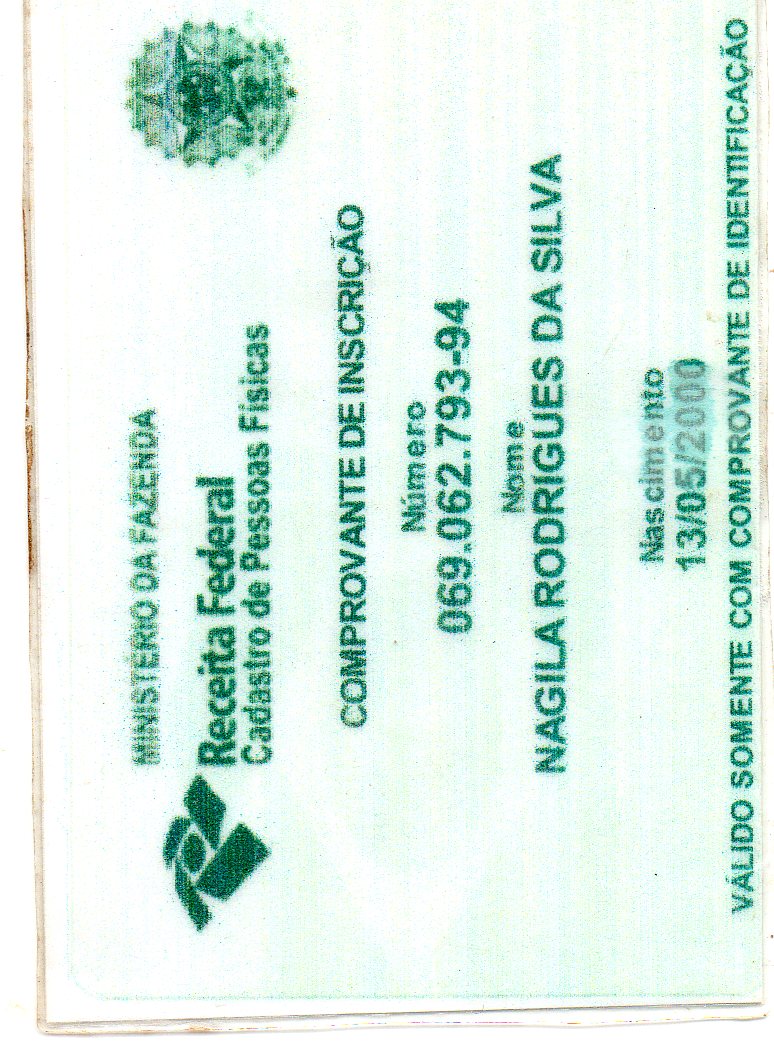 MINISTÉRIO DA FAZENDA
Receita Federal
Cadastro de Pessoas Físicas
COMPROVANTE DE INSCRIÇÃO
Número
069.062.793-94
Nome
NAGILA RODRIGUES DA SILVA
Nascimento
13/05/2000
VÁLIDO SOMENTE COM COMPROVANTE DE IDENTIFICAÇÃO